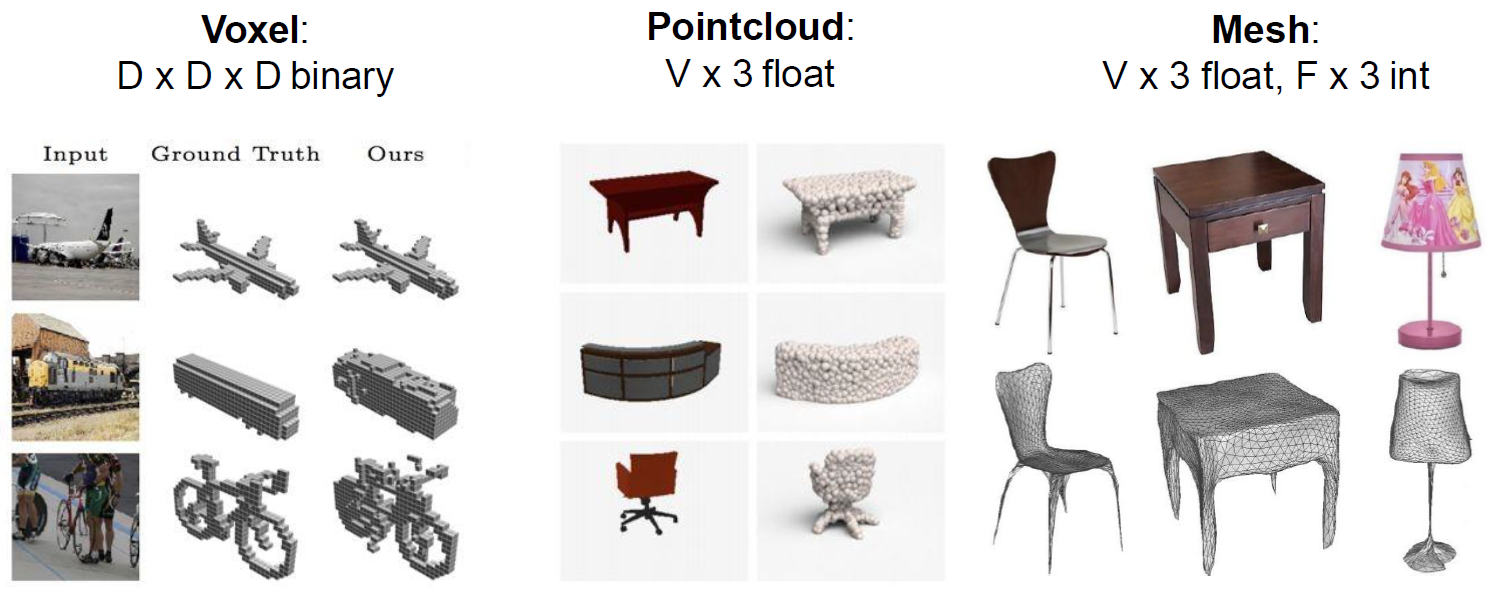 Voxel:
D x D x D binary
Pointcloud:
V x 3 float
Mesh:
V x 3 float, F x 3 int
Input
Ground Truth
Ours